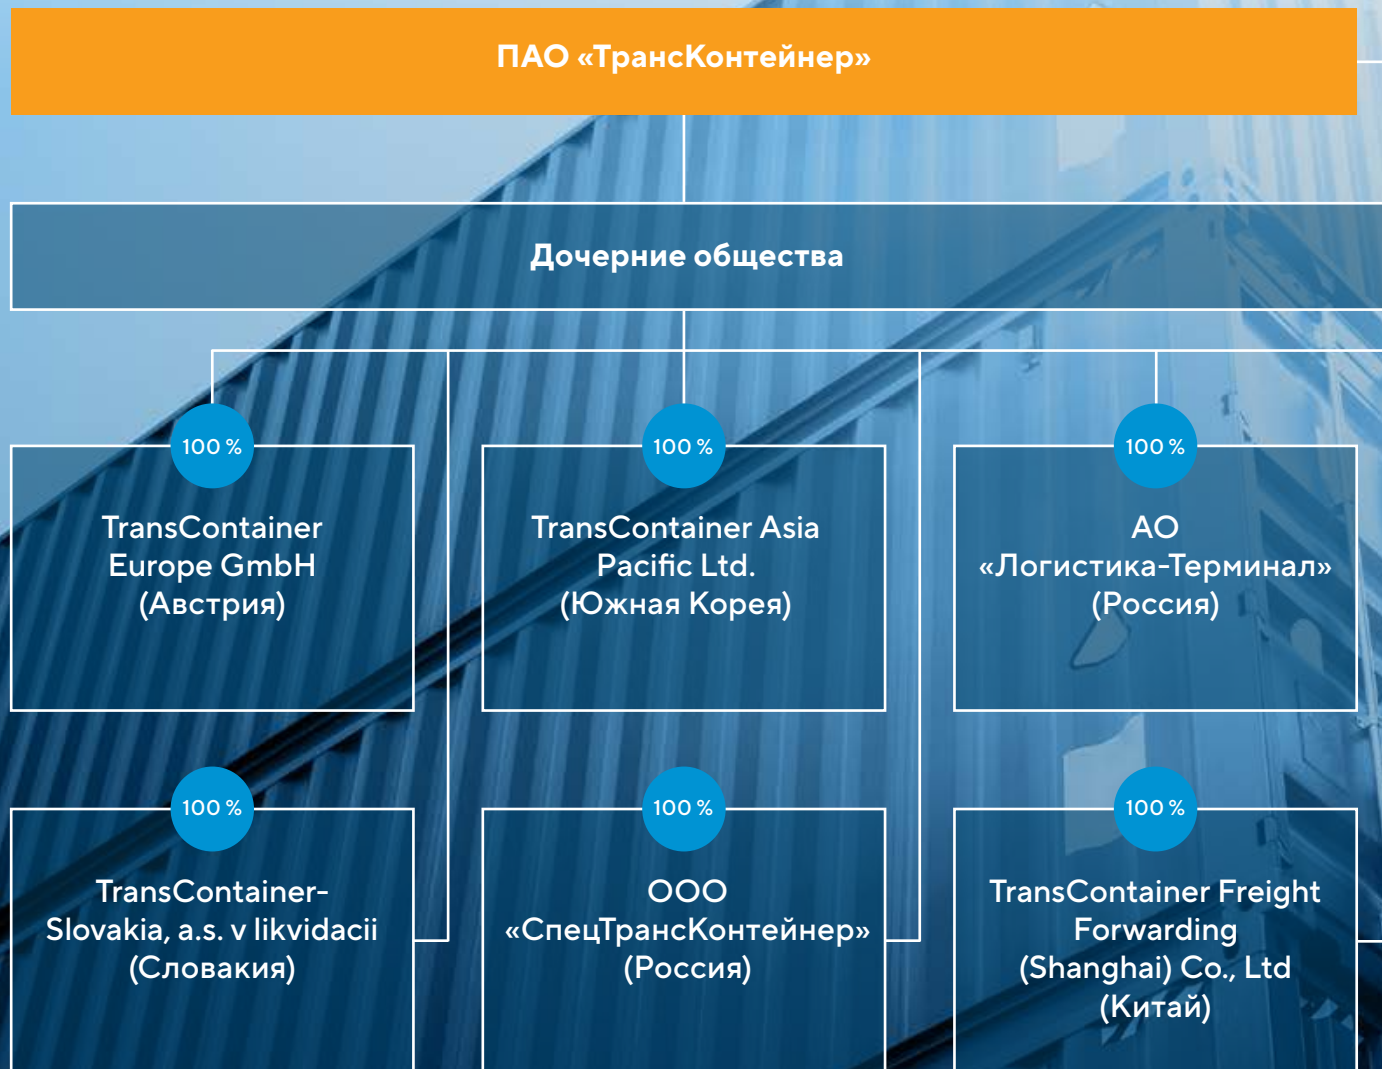 ПАО «ТрансКонтейнер»
Дочерние общества
100 %
TransContainer
Europe GmbH
(Австрия)
100 %
TransContainer Asia
Pacific Ltd.
(Южная Корея)
100 %
АО
«Логистика-Терминал»
(Россия)
100 %
TransContainer-
Slovakia, a.s. v likvidacii
(Словакия)
100 %
ООО
«СпецТрансКонтейнер»
(Россия)
100 %
TransContainer Freight
Forwarding
(Shanghai) Co., Ltd
(Китай)